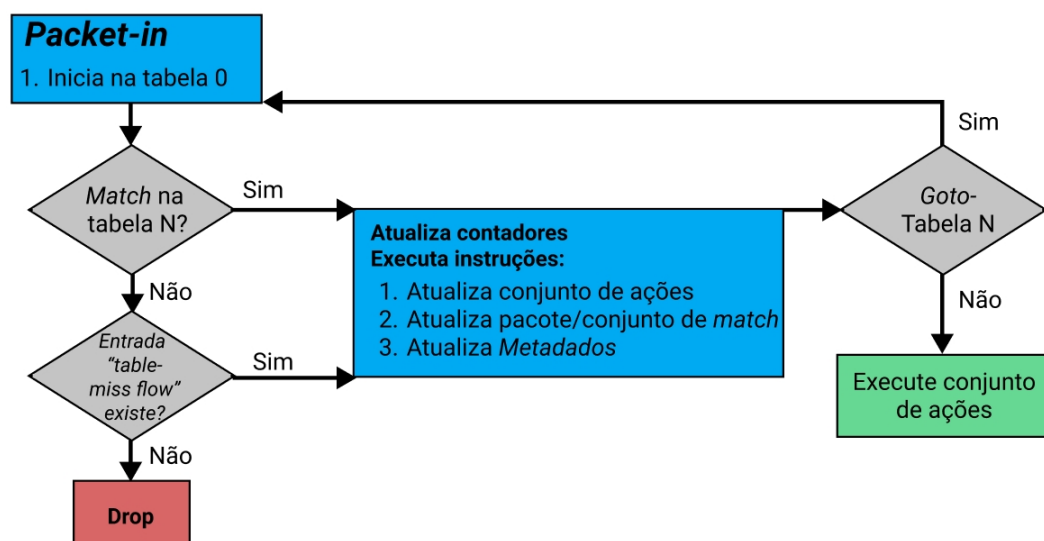 Packet-in
1. Inicia na tabela 0
Sim
Match na
tabela N?
Sim
Goto-
Tabela N
Atualiza contadores
Executa instruções:
1. Atualiza conjunto de ações
2. Atualiza pacote/conjunto de match
3. Atualiza Metadados
Não
Não
Entrada
“table-
miss flow”
existe?
Sim
Execute conjunto
de ações
Não
Drop